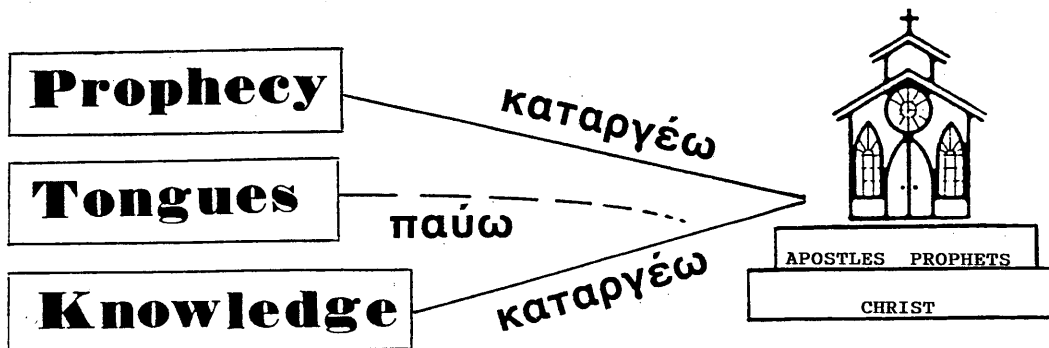 Prophecy
καταργέω
Tongues
παύω
Knowledge
καταργέω
APOSTLES PROPHETS
CHRIST